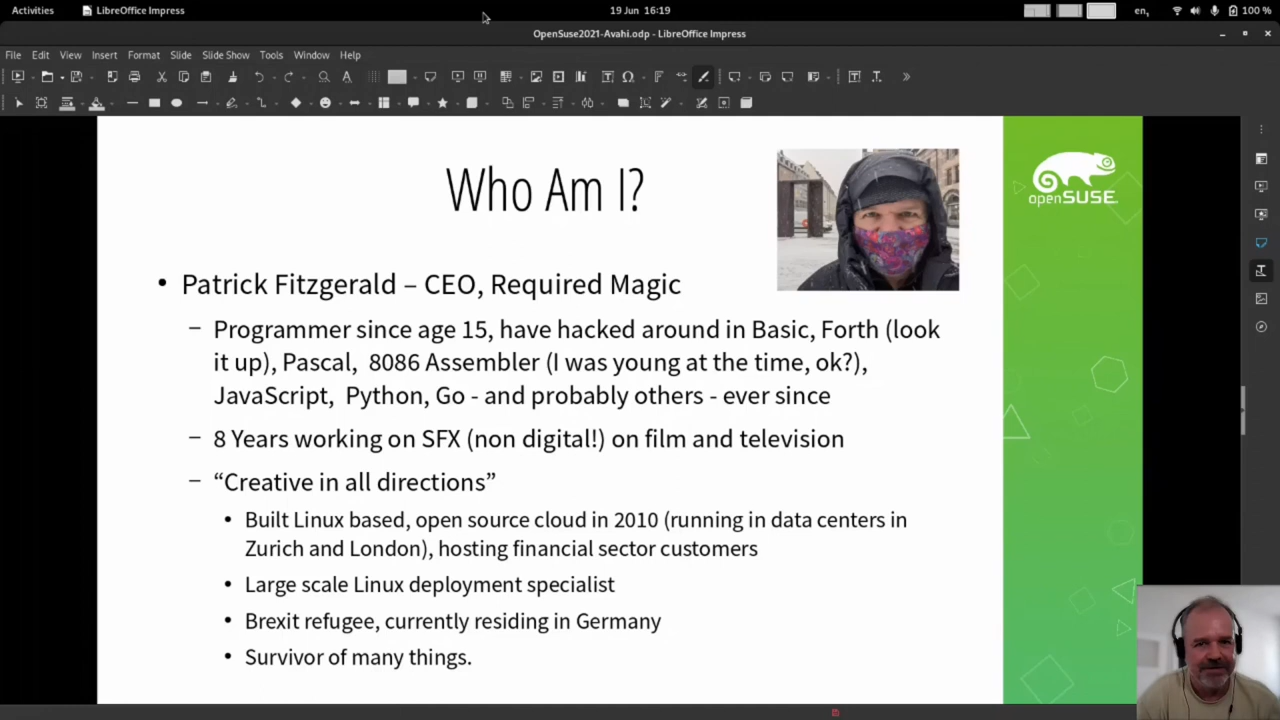 Activities LibreOffice Impress 19 Jun 16:19 en, 100 %
OpenSuse2021-Avahi.odp - LibreOffice Impress
File Edit View Insert Format Slide Slide Show Tools Window Help
Who Am I?
openSUSE
• Patrick Fitzgerald – CEO, Required Magic
– Programmer since age 15, have hacked around in Basic, Forth (look
it up), Pascal, 8086 Assembler (I was young at the time, ok?),
JavaScript, Python, Go - and probably others - ever since
– 8 Years working on SFX (non digital!) on film and television
– “Creative in all directions”
• Built Linux based, open source cloud in 2010 (running in data centers in
Zurich and London), hosting financial sector customers
• Large scale Linux deployment specialist
• Brexit refugee, currently residing in Germany
• Survivor of many things.